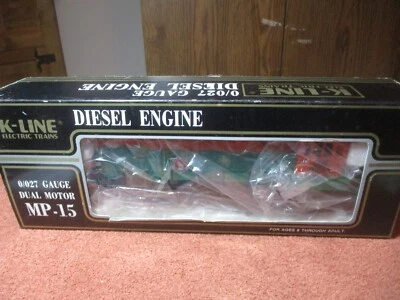 K-LINE
O/027 GAUGE
DIESEL ENGINE
K-LINE
ELECTRIC TRAINS
DIESEL ENGINE
0/027 GAUGE
DUAL MOTOR
MP-15
FOR AGES 8 THROUGH ADULT.